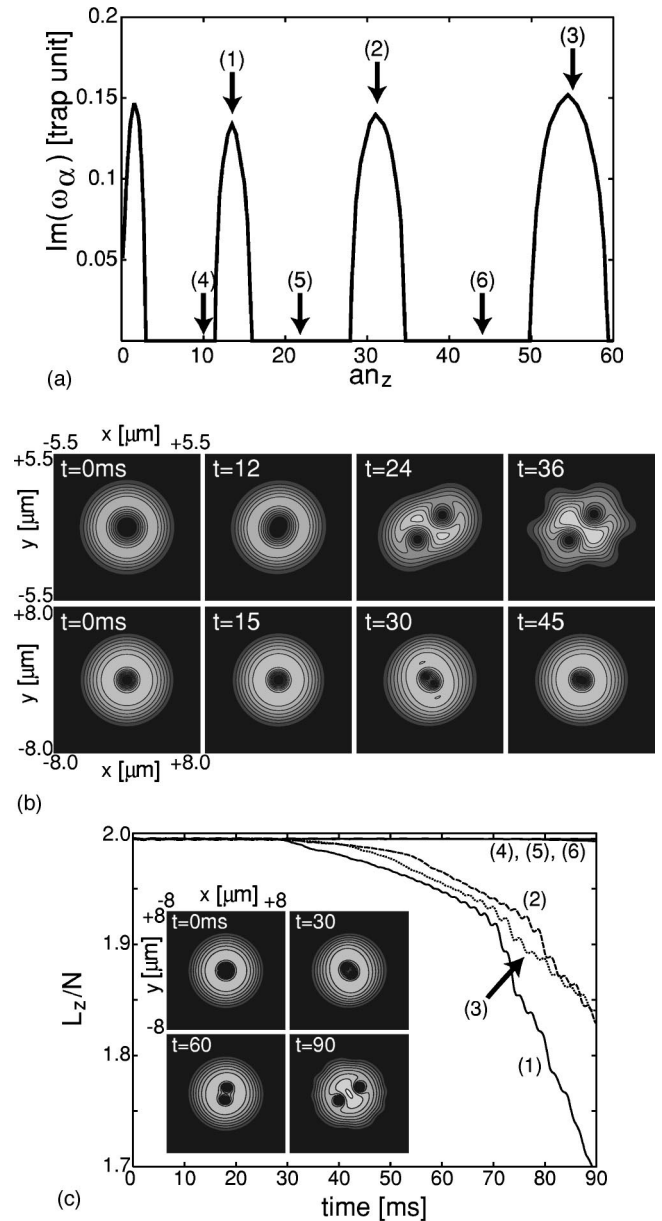 0.2
(1)
(2)
(3)
0.15
0.1
0.05
Im(ωα) [trap unit]
(4)
(5)
(6)
0 10 20 30 40 50 60
an_z
(a)
x [μm]
-5.5 +5.5
+5.5
t=0ms t=12 t=24 t=36
y [μm]
-5.5
+8.0
t=0ms t=15 t=30 t=45
y [μm]
-8.0
-8.0 +8.0
x [μm]
(b)
2.0
(4), (5), (6)
x [μm]
-8 +8
+8
t=0ms t=30
y [μm]
-8
t=60 t=90
(2)
(3)
(1)
1.9
1.8
1.7
L_z/N
0 10 20 30 40 50 60 70 80 90
time [ms]
(c)